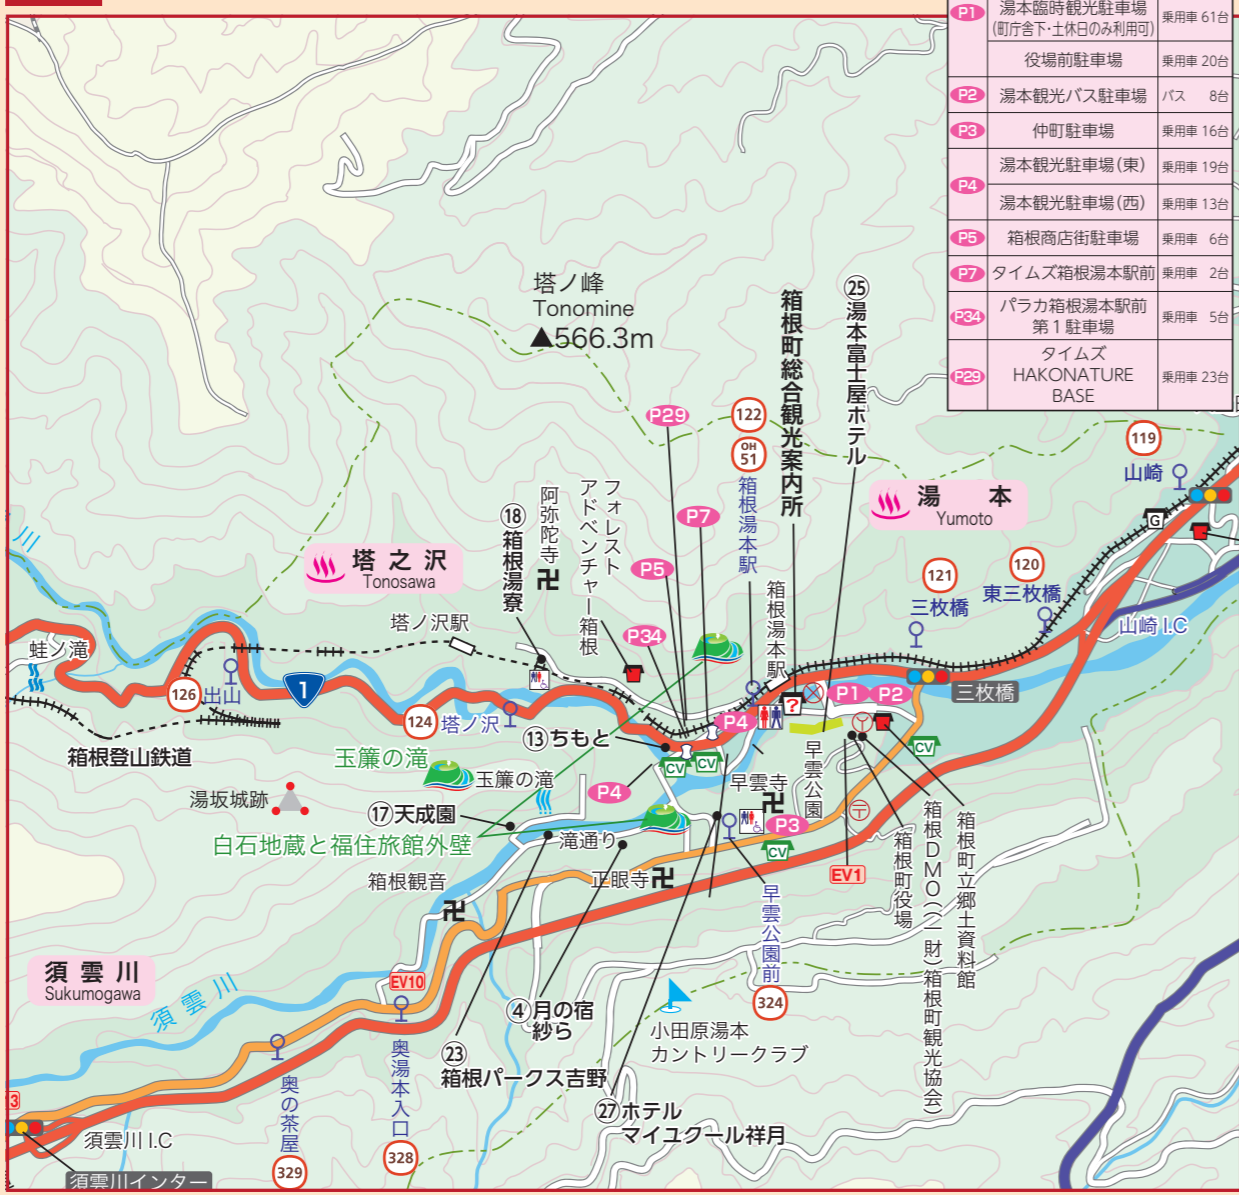 P1
湯本臨時観光駐車場
(町庁舎下・土休日のみ利用可)
乗用車 61台
役場前駐車場
乗用車 20台
P2
湯本観光バス駐車場
バス 8台
P3
仲町駐車場
乗用車 16台
P4
湯本観光駐車場(東)
乗用車 19台
湯本観光駐車場(西)
乗用車 13台
P5
箱根商店街駐車場
乗用車 6台
P7
タイムズ箱根湯本駅前
乗用車 2台
P34
パラカ箱根湯本駅前
第1駐車場
乗用車 5台
P29
タイムズ
HAKONATURE
BASE
乗用車 23台
塔ノ峰
Tonomine
▲566.3m
箱根町総合観光案内所
㉕湯本富士屋ホテル
P29
122
OH
51
箱根湯本駅
119
山崎
湯本
Yumoto
G
フォレスト
アドベンチャー箱根
阿弥陀寺
⑱箱根湯寮
P7
P5
P34
塔之沢
Tonosawa
川
塔ノ沢駅
箱根湯本駅
121
三枚橋
120
東三枚橋
山崎 I.C
蛙ノ滝
126
出山
1
124
塔ノ沢
P4
?
P1
P2
三枚橋
箱根登山鉄道
⑬ちもと
玉簾の滝
玉簾の滝
CV
CV
CV
早雲公園
早雲寺
湯坂城跡
P4
⑰天成園
P3
〒
〒
白石地蔵と福住旅館外壁
滝通り
CV
箱根観音
正眼寺
EV1
箱根町役場
箱根DMO(一財)箱根町観光協会)
箱根町立郷土資料館
早雲公園前
324
須雲川
Sukumogawa
須雲川
EV10
④月の宿
紗ら
小田原湯本
カントリークラブ
㉓
箱根パークス吉野
㉗ホテル
マイユクール祥月
奥湯本入口
328
奥の茶屋
329
3
須雲川 I.C
須雲川インター